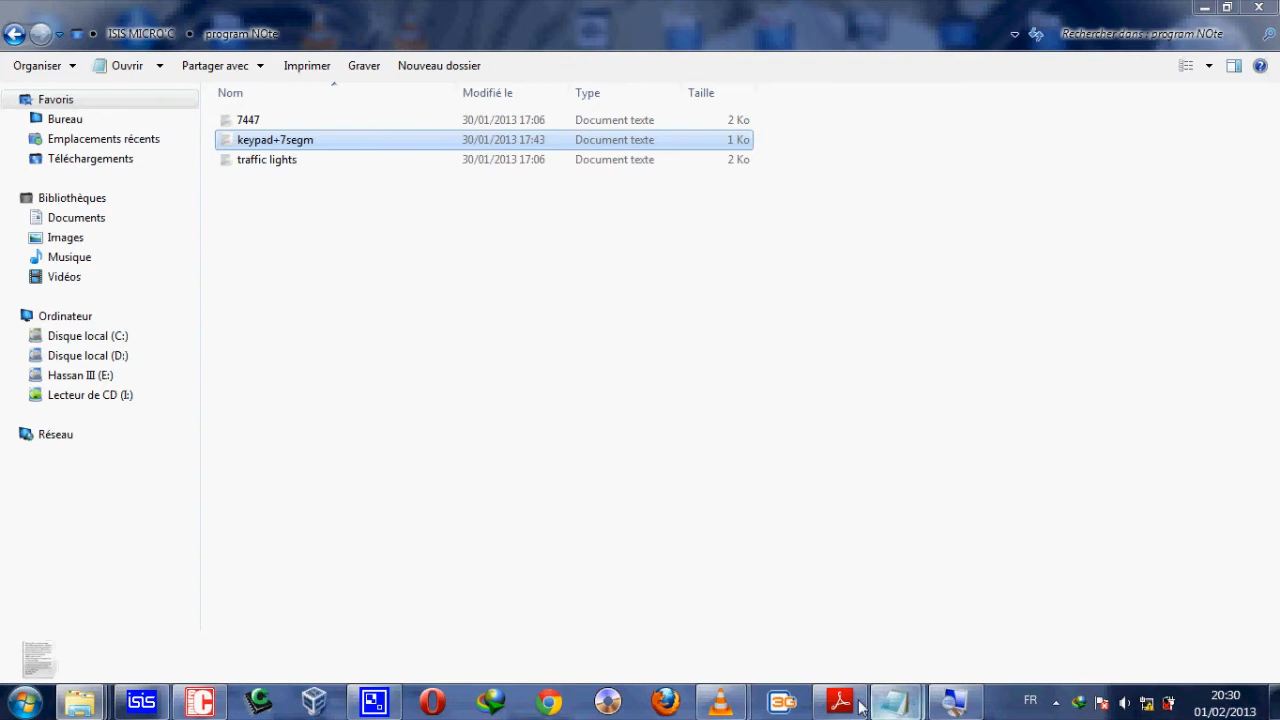 ISIS MICRO'C program NOte Rechercher dans : program NOte
Organiser Ouvrir Partager avec Imprimer Graver Nouveau dossier
Nom Modifié le Type Taille
7447 30/01/2013 17:06 Document texte 2 Ko
keypad+7segm 30/01/2013 17:43 Document texte 1 Ko
traffic lights 30/01/2013 17:06 Document texte 2 Ko
Favoris
Bureau
Emplacements récents
Téléchargements
Bibliothèques
Documents
Images
Musique
Vidéos
Ordinateur
Disque local (C:)
Disque local (D:)
Hassan III (E:)
Lecteur de CD (I:)
Réseau
isis
3G
FR
20:30
01/02/2013